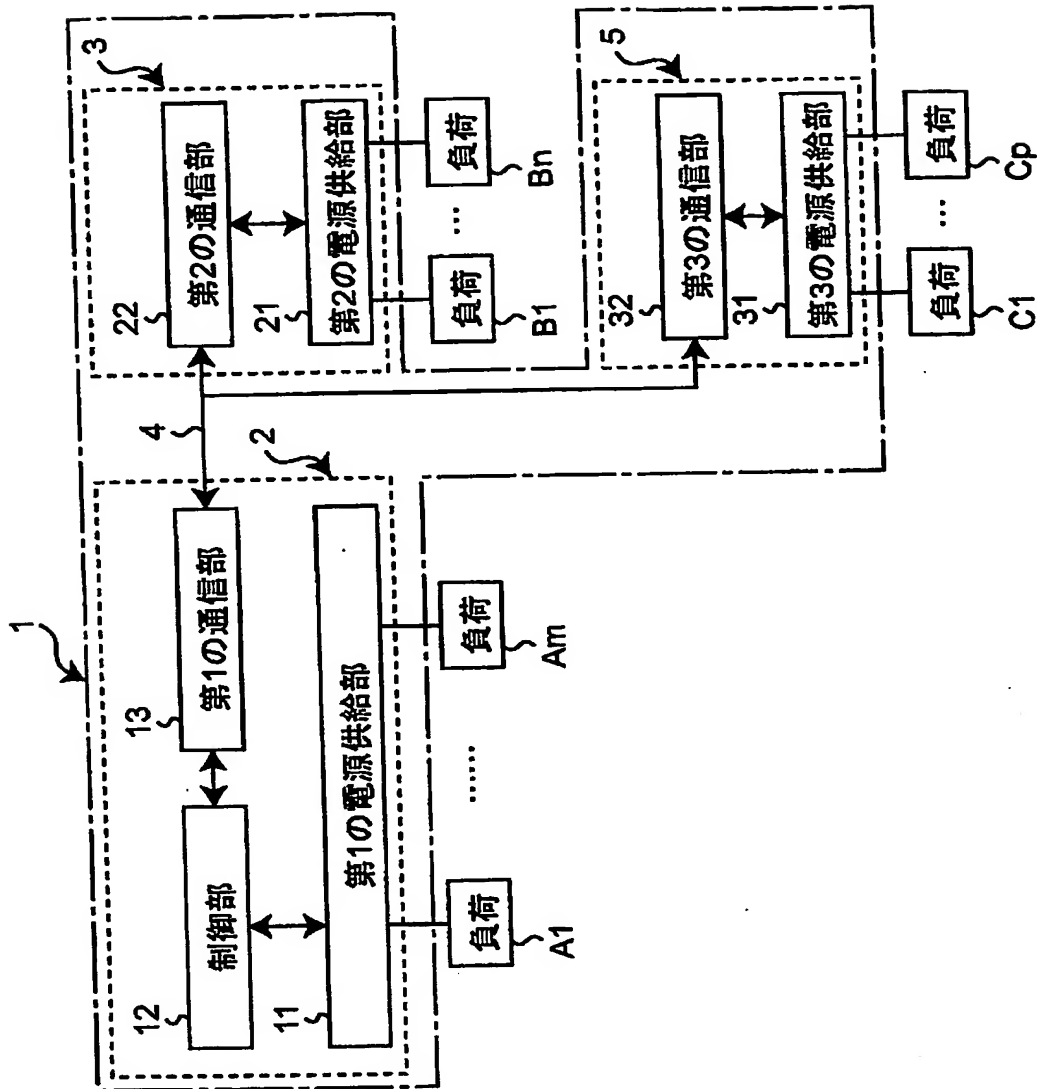 1
2
12
制御部
13
第1の通信部
11
第1の電源供給部
負荷
A1
......
負荷
Am
4
3
22
第2の通信部
21
第2の電源供給部
負荷
B1
...
負荷
Bn
5
32
第3の通信部
31
第3の電源供給部
負荷
C1
...
負荷
Cp